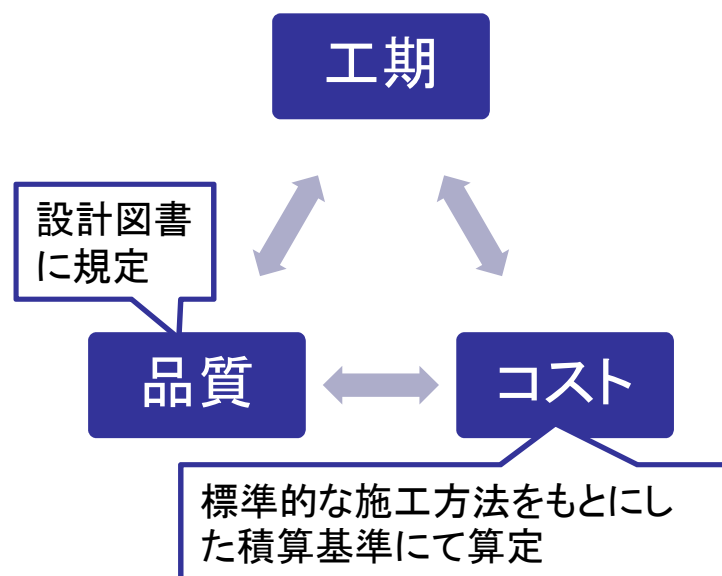 工期
設計図書
に規定
品質
コスト
標準的な施工方法をもとにし
た積算基準にて算定